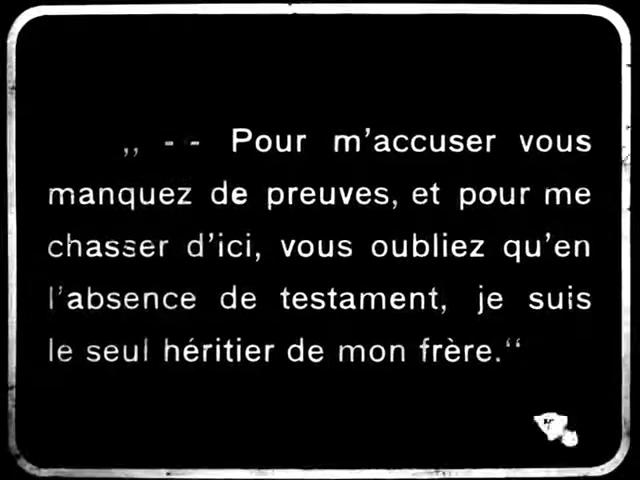 ,, - - Pour m'accuser vous
manquez de preuves, et pour me
chasser d'ici, vous oubliez qu'en
l'absence de testament, je suis
le seul héritier de mon frère.“